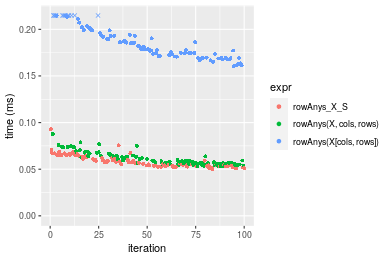 0.20
0.15
0.10
0.05
0.00
time (ms)
0
25
50
75
100
iteration
expr
rowAnys_X_S
rowAnys(X, cols, rows)
rowAnys(X[cols, rows])